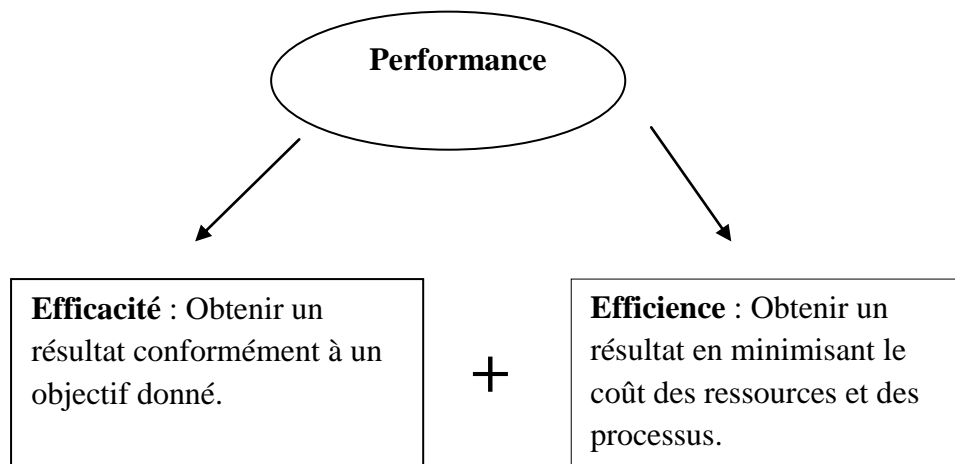 Performance
Efficacité : Obtenir un
résultat conformément à un
objectif donné.
+
Efficience : Obtenir un
résultat en minimisant le
coût des ressources et des
processus.